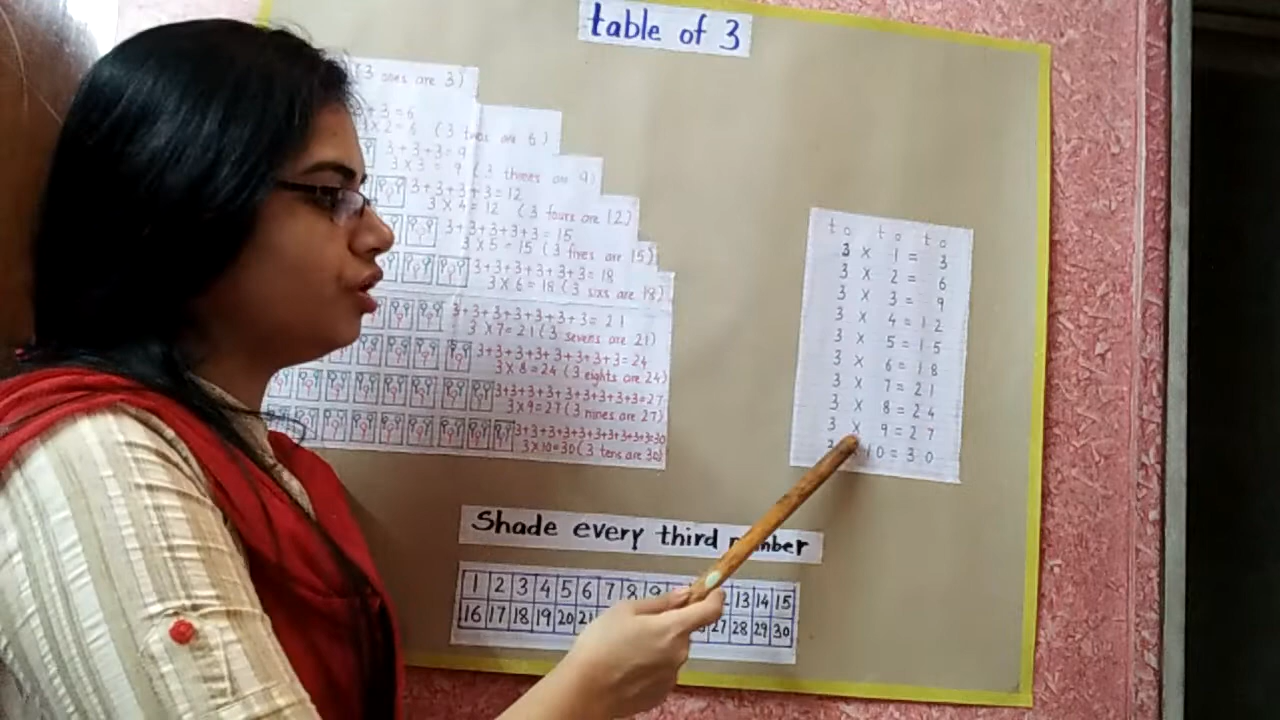 table of 3
(3 ones are 3)
3+3=6
3×2=6 (3 twos are 6)
3+3+3=9
3×3=9 (3 threes are 9)
3+3+3+3=12
3×4=12 (3 fours are 12)
3+3+3+3+3=15
3×5=15 (3 fives are 15)
3+3+3+3+3+3=18
3×6=18 (3 sixs are 18)
3+3+3+3+3+3+3=21
3×7=21 (3 sevens are 21)
3+3+3+3+3+3+3+3=24
3×8=24 (3 eights are 24)
3+3+3+3+3+3+3+3+3=27
3×9=27 (3 nines are 27)
3+3+3+3+3+3+3+3+3+3=30
3×10=30 (3 tens are 30)
to to to
3 × 1 = 3
3 × 2 = 6
3 × 3 = 9
3 × 4 = 12
3 × 5 = 15
3 × 6 = 18
3 × 7 = 21
3 × 8 = 24
3 × 9 = 27
10 = 30
Shade every third
1 2 3 4 5 6 7 8 9 13 14 15
16 17 18 19 20 21 27 28 29 30